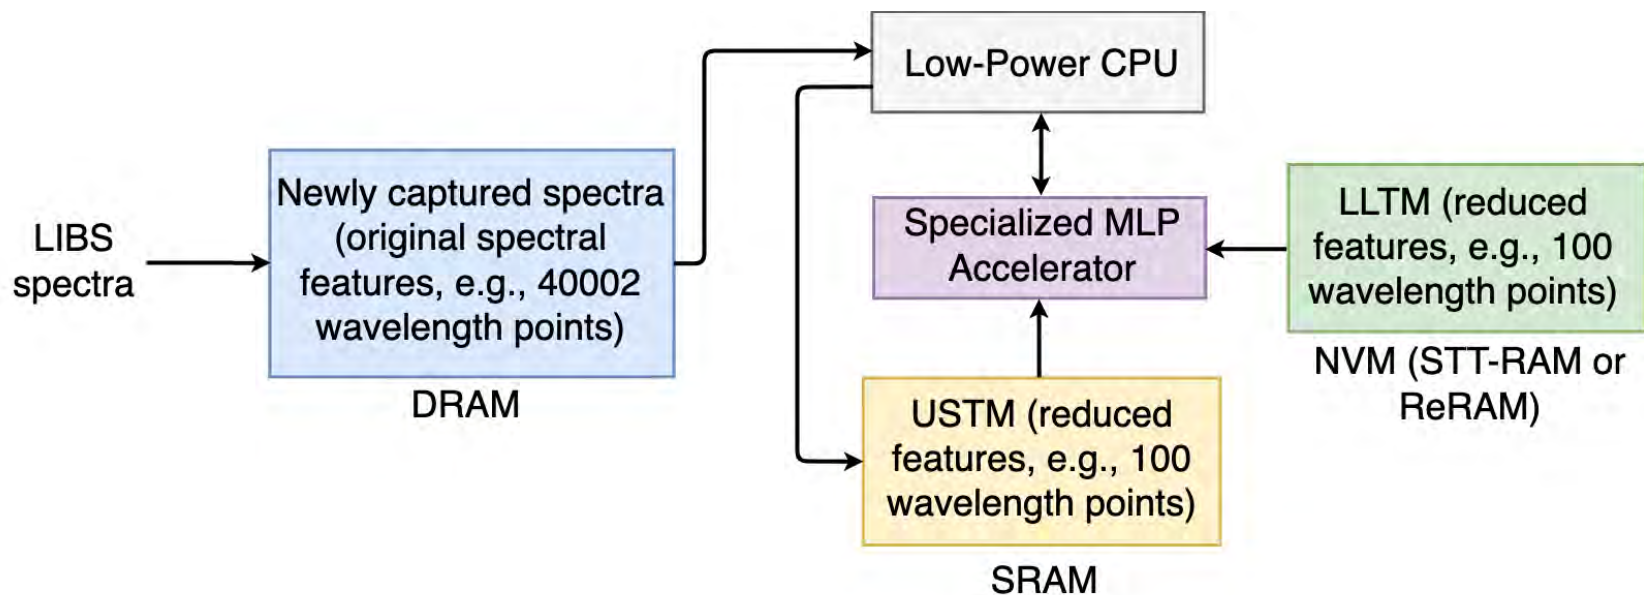 LIBS
spectra
Newly captured spectra
(original spectral
features, e.g., 40002
wavelength points)
DRAM
Low-Power CPU
Specialized MLP
Accelerator
USTM (reduced
features, e.g., 100
wavelength points)
SRAM
LLTM (reduced
features, e.g., 100
wavelength points)
NVM (STT-RAM or
ReRAM)